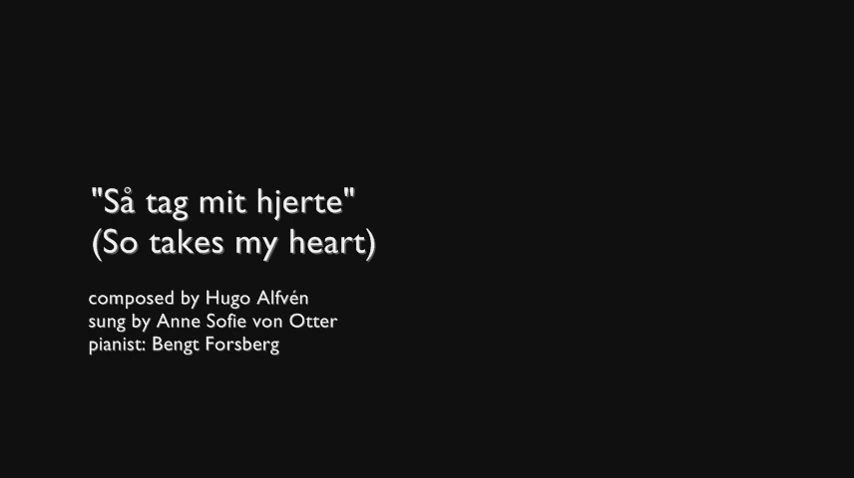 "Så tag mit hjerte"
(So takes my heart)
composed by Hugo Alfvén
sung by Anne Sofie von Otter
pianist: Bengt Forsberg